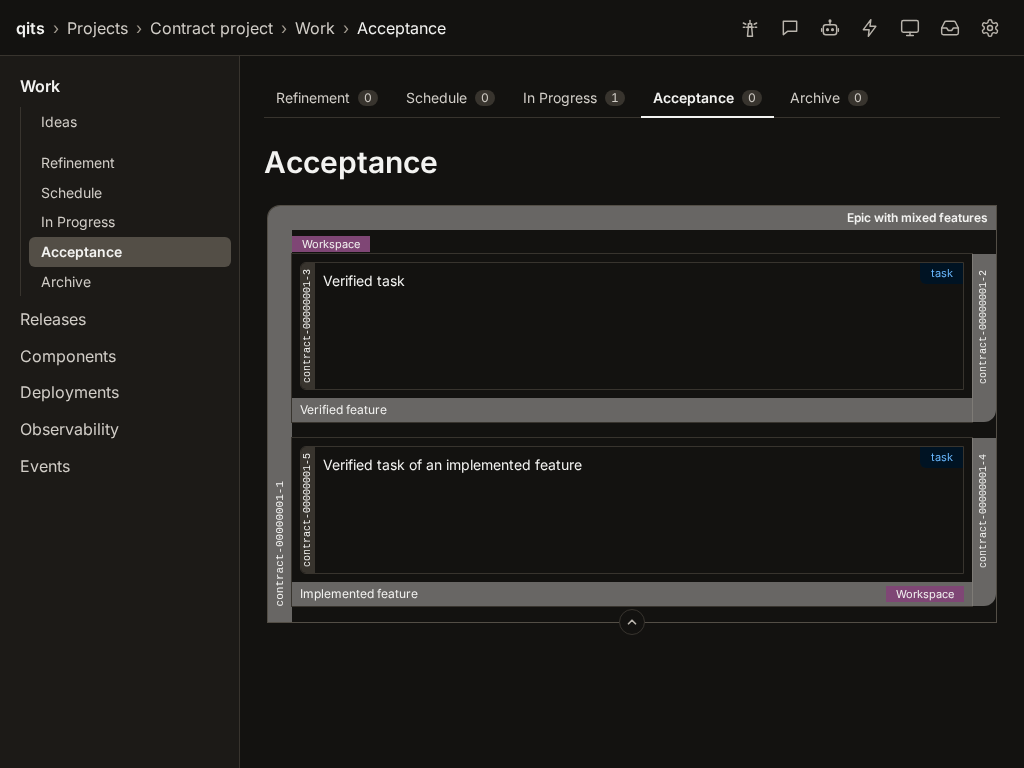 qits › Projects › Contract project › Work › Acceptance
Work
Ideas
Refinement
Schedule
In Progress
Acceptance
Archive
Releases
Components
Deployments
Observability
Events
Refinement 0 Schedule 0 In Progress 1 Acceptance 0 Archive 0
Acceptance
Epic with mixed features
contract-00000001-1
Workspace
contract-00000001-3
Verified task
task
contract-00000001-2
Verified feature
contract-00000001-5
Verified task of an implemented feature
task
contract-00000001-4
Implemented feature
Workspace